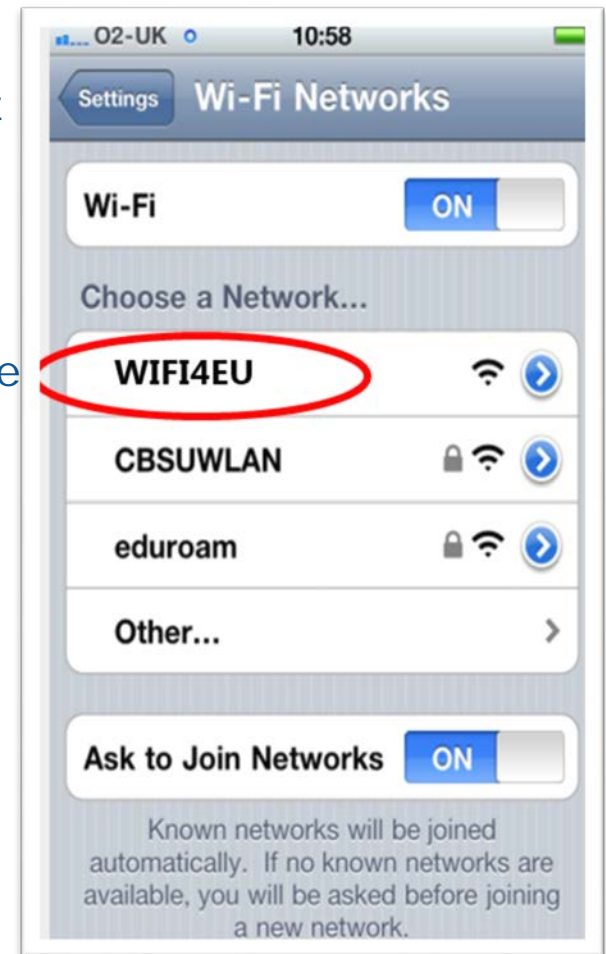 O2-UK 10:58
Settings Wi-Fi Networks
Wi-Fi ON
Choose a Network...
WIFI4EU
CBSUWLAN
eduroam
Other...
Ask to Join Networks ON
Known networks will be joined
automatically. If no known networks are
available, you will be asked before joining
a new network.